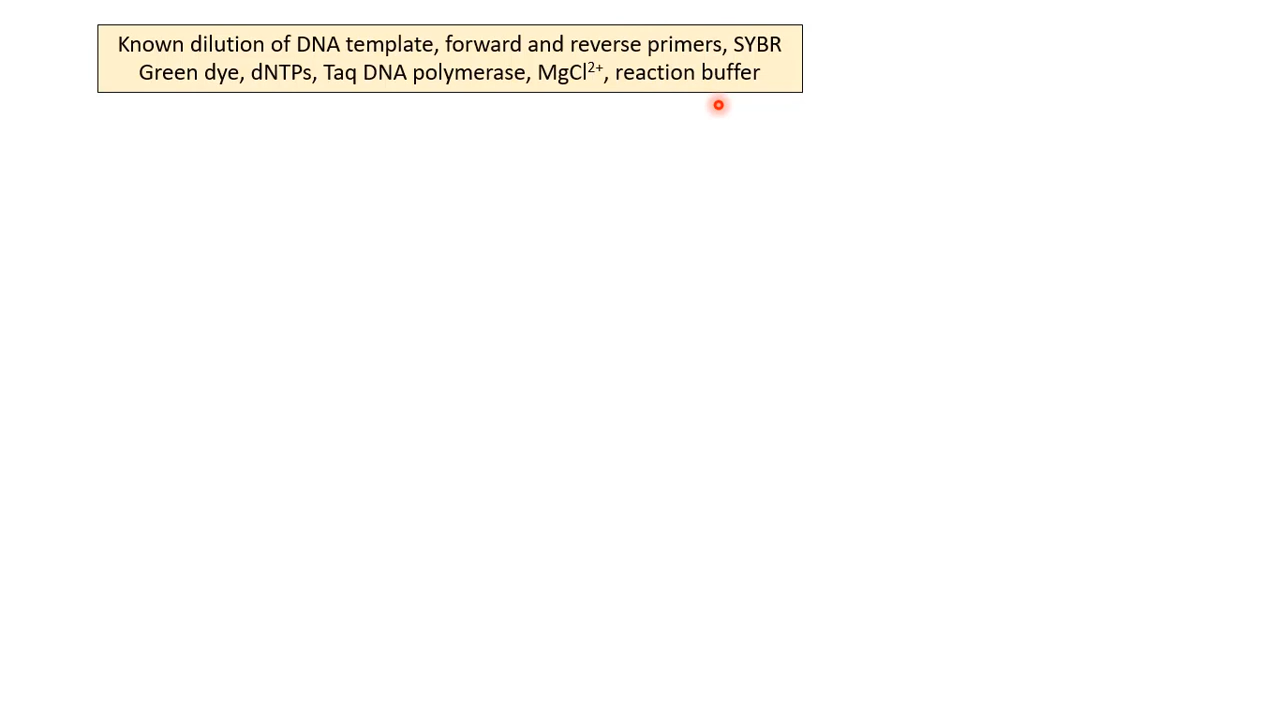 Known dilution of DNA template, forward and reverse primers, SYBR
Green dye, dNTPs, Taq DNA polymerase, MgCl²⁺, reaction buffer